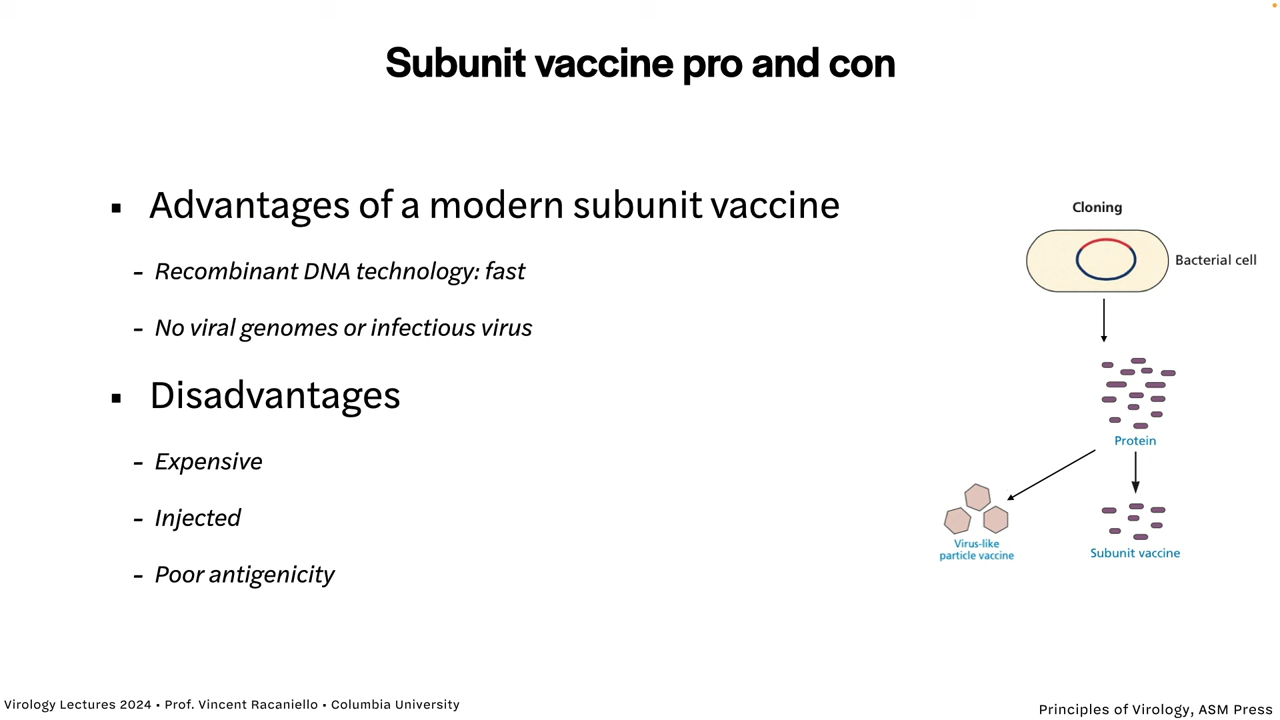 Subunit vaccine pro and con
▪ Advantages of a modern subunit vaccine
- Recombinant DNA technology: fast
- No viral genomes or infectious virus
▪ Disadvantages
- Expensive
- Injected
- Poor antigenicity
Cloning
Bacterial cell
Protein
Virus-like
particle vaccine
Subunit vaccine
Virology Lectures 2024 • Prof. Vincent Racaniello • Columbia University
Principles of Virology, ASM Press